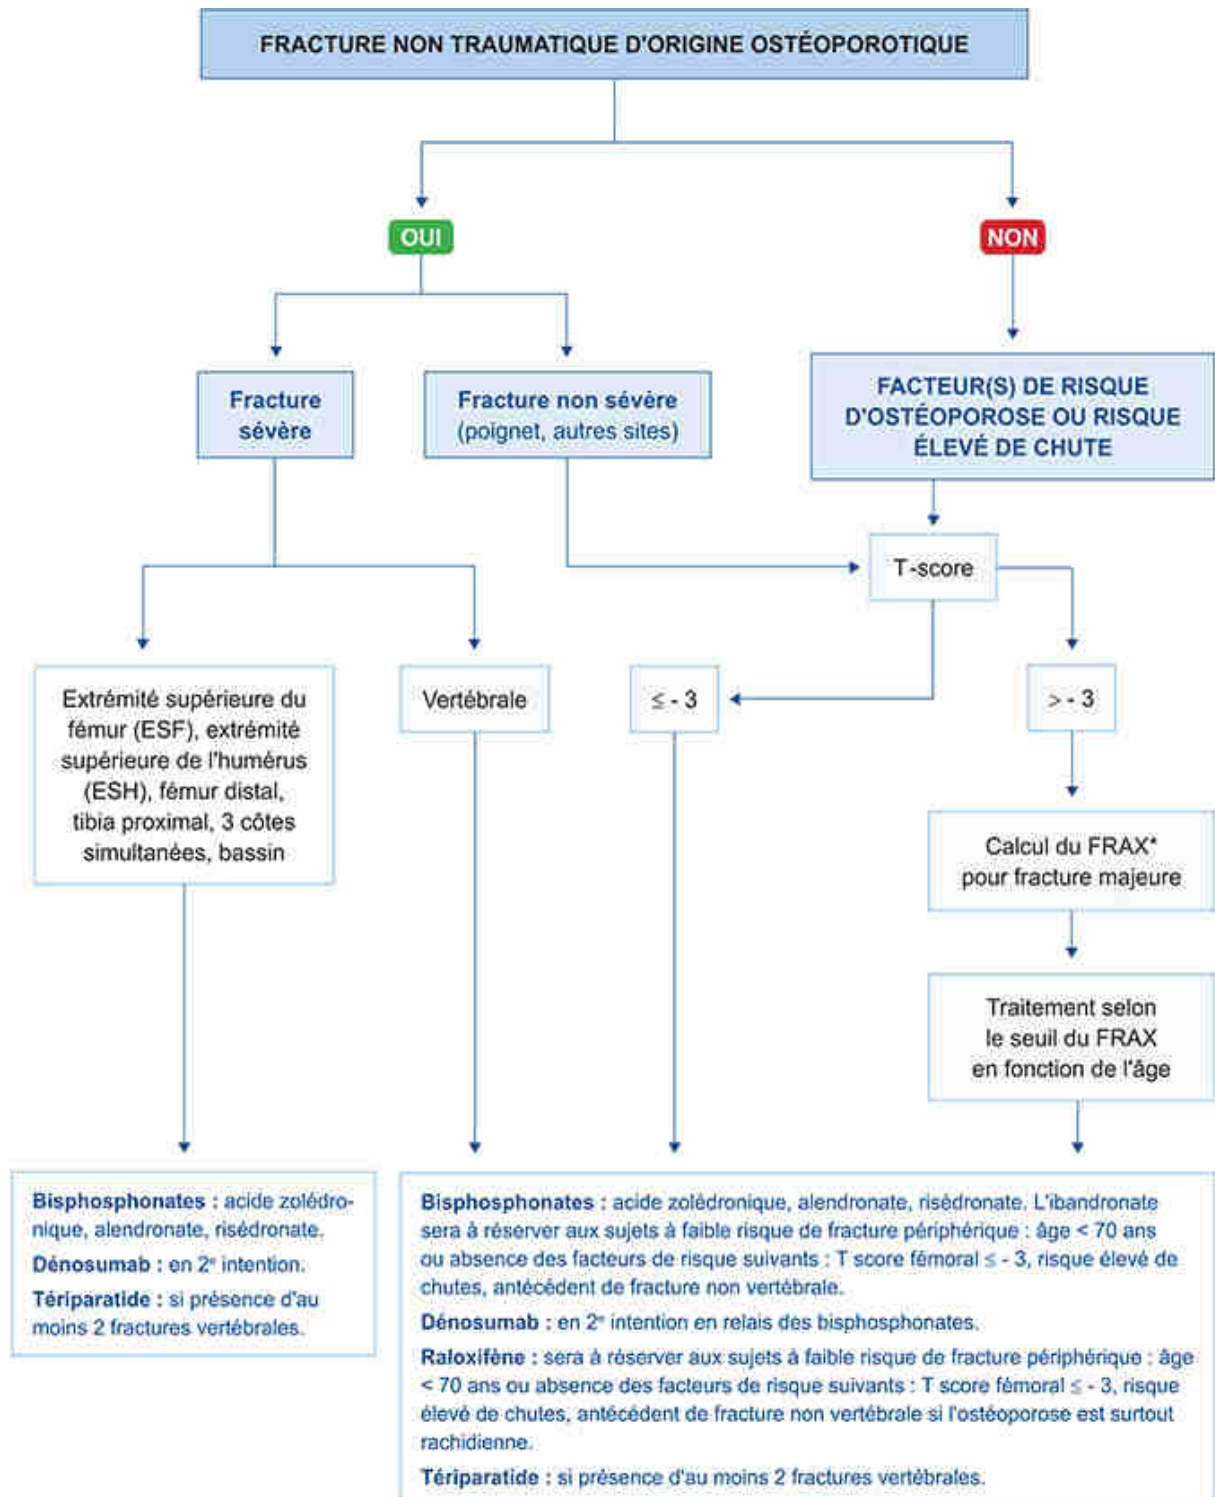 FRACTURE NON TRAUMATIQUE D'ORIGINE OSTÉOPOROTIQUE
OUI
NON
Fracture
sévère
Fracture non sévère
(poignet, autres sites)
FACTEUR(S) DE RISQUE
D'OSTÉOPOROSE OU RISQUE
ÉLEVÉ DE CHUTE
T-score
Extrémité supérieure du
fémur (ESF), extrémité
supérieure de l'humérus
(ESH), fémur distal,
tibia proximal, 3 côtes
simultanées, bassin
Vertébrale
≤ - 3
> - 3
Calcul du FRAX*
pour fracture majeure
Traitement selon
le seuil du FRAX
en fonction de l'âge
Bisphosphonates : acide zolédro-
nique, alendronate, risédronate.
Dénosumab : en 2e intention.
Tériparatide : si présence d'au
moins 2 fractures vertébrales.
Bisphosphonates : acide zolédronique, alendronate, risédronate. L'ibandronate
sera à réserver aux sujets à faible risque de fracture périphérique : âge < 70 ans
ou absence des facteurs de risque suivants : T score fémoral ≤ - 3, risque élevé de
chutes, antécédent de fracture non vertébrale.
Dénosumab : en 2e intention en relais des bisphosphonates.
Raloxifène : sera à réserver aux sujets à faible risque de fracture périphérique : âge
< 70 ans ou absence des facteurs de risque suivants : T score fémoral ≤ - 3, risque
élevé de chutes, antécédent de fracture non vertébrale si l'ostéoporose est surtout
rachidienne.
Tériparatide : si présence d'au moins 2 fractures vertébrales.